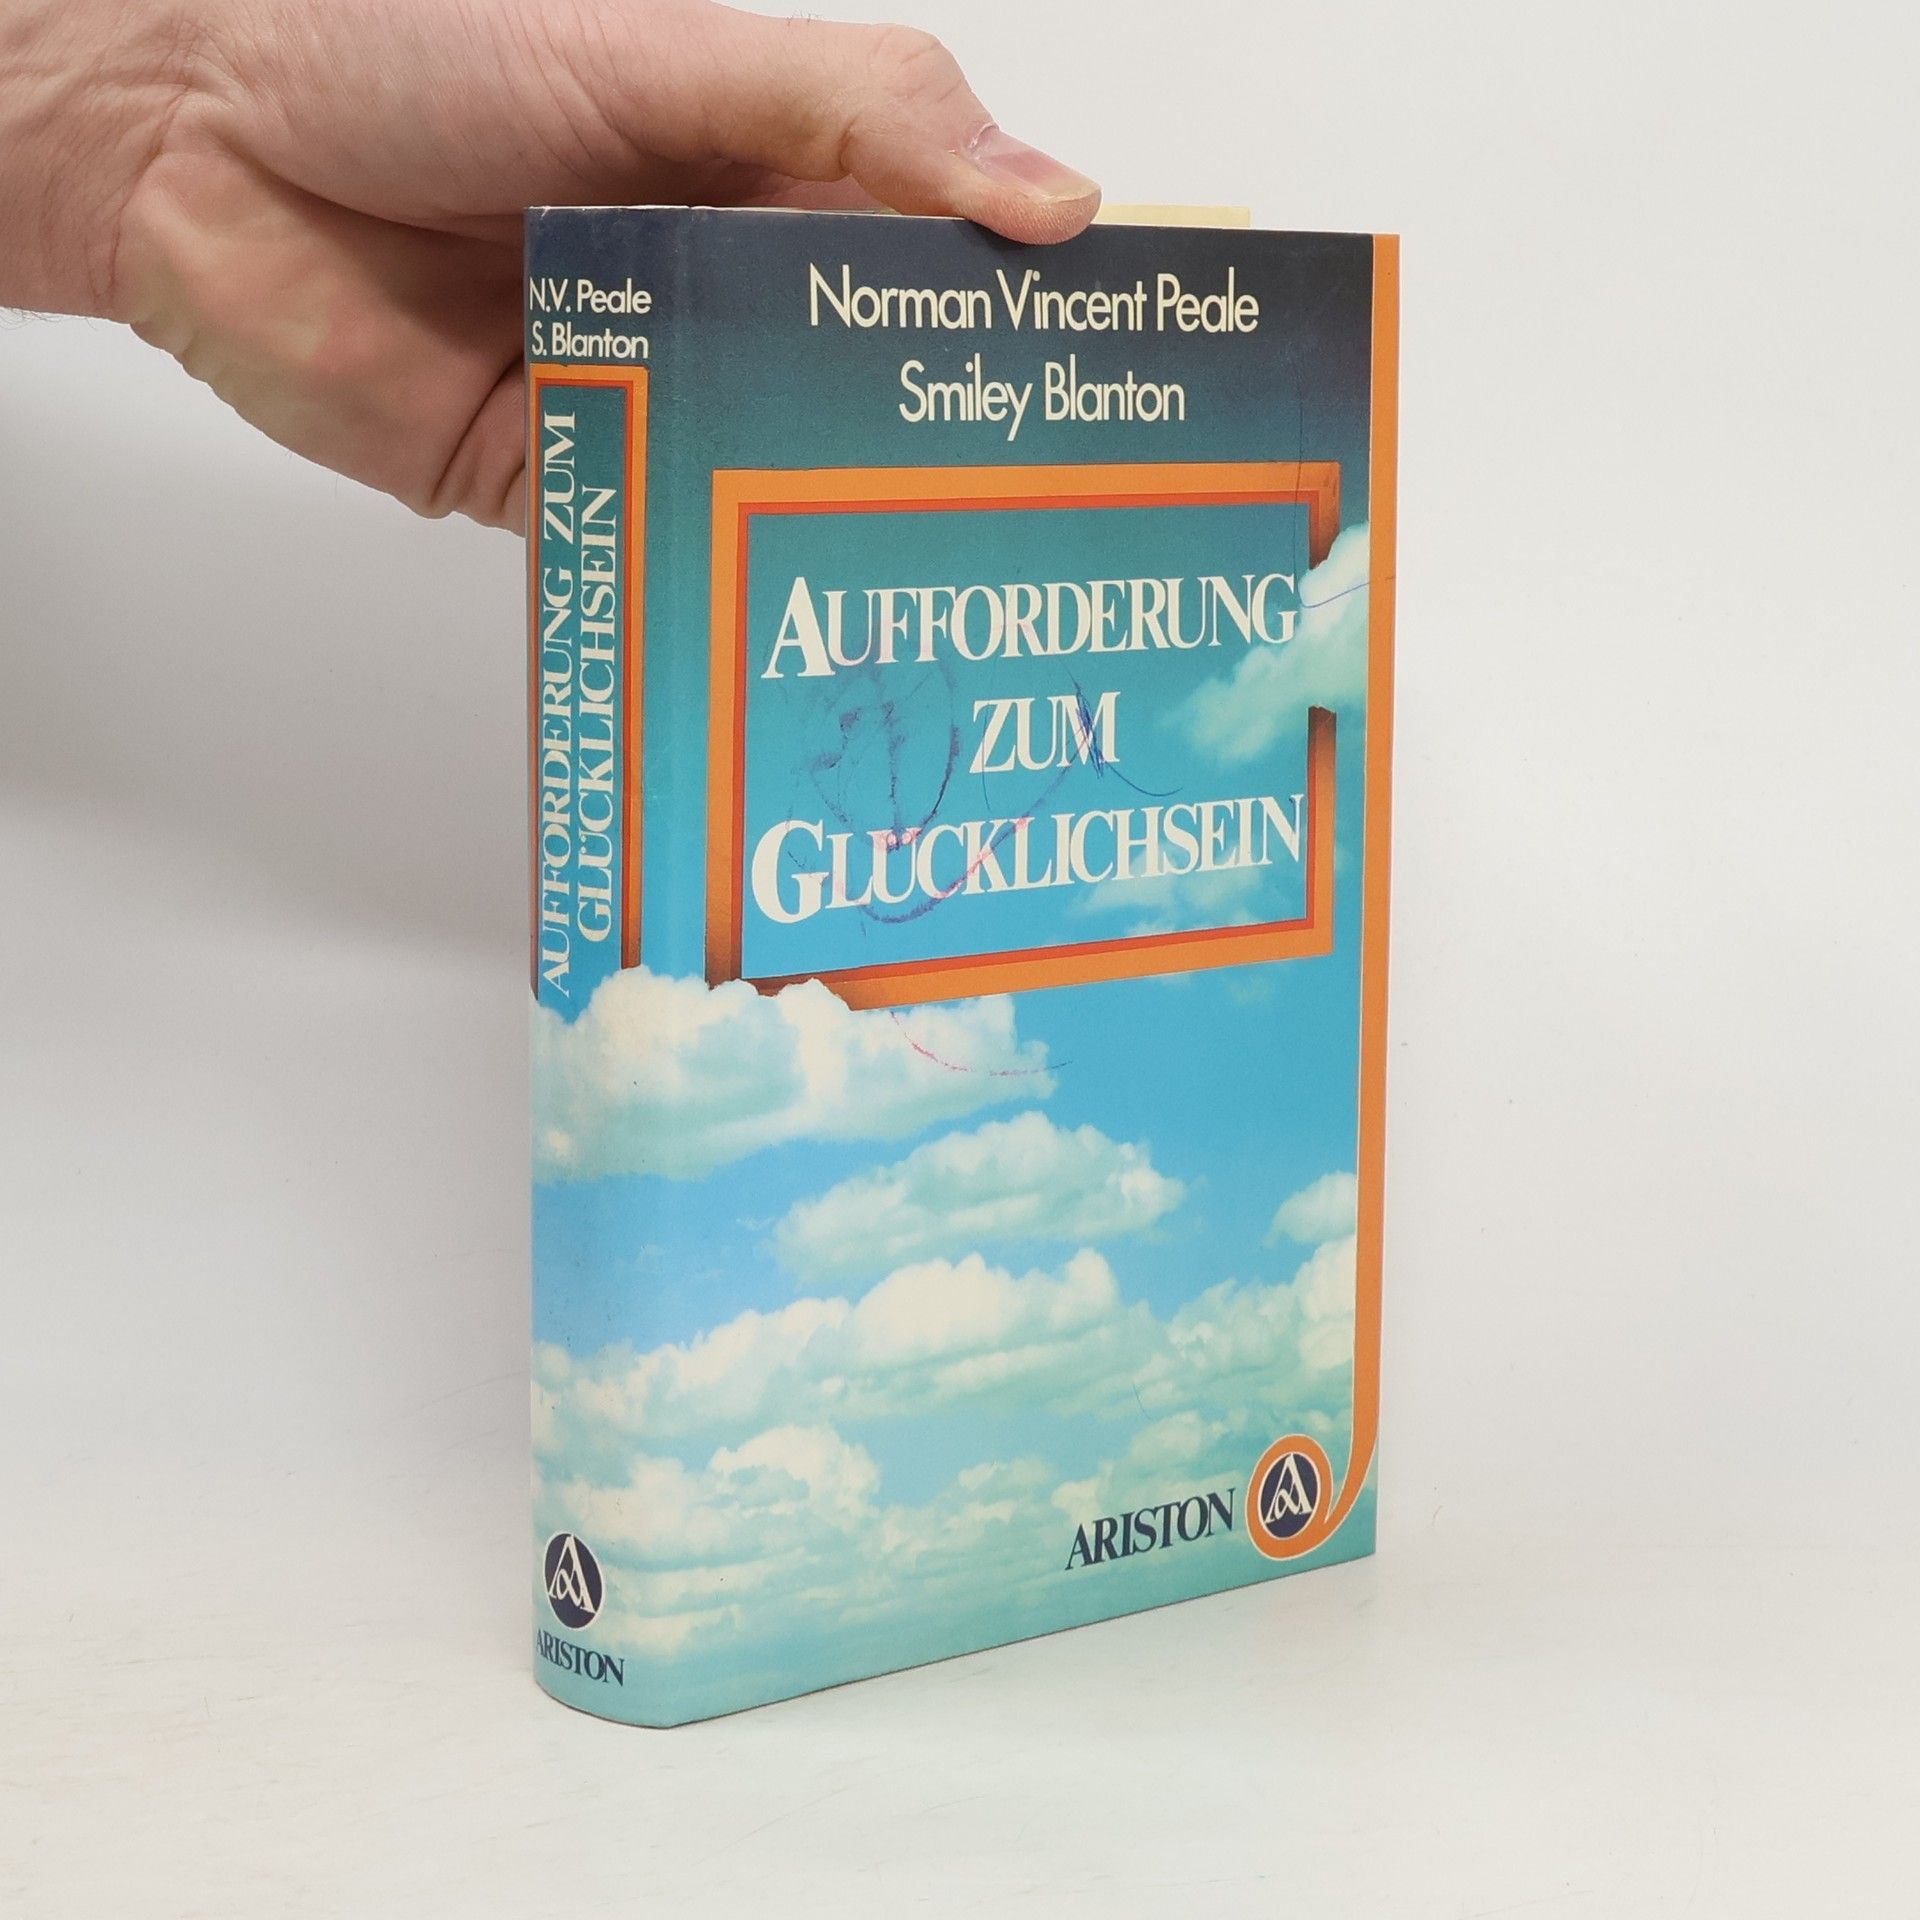 N.V. Peale
S. Blanton
AUFFORDERUNG ZUM
GLÜCKLICHSEIN
ARISTON
Norman Vincent Peale
Smiley Blanton
AUFFORDERUNG
ZUM
GLÜCKLICHSEIN
ARISTON